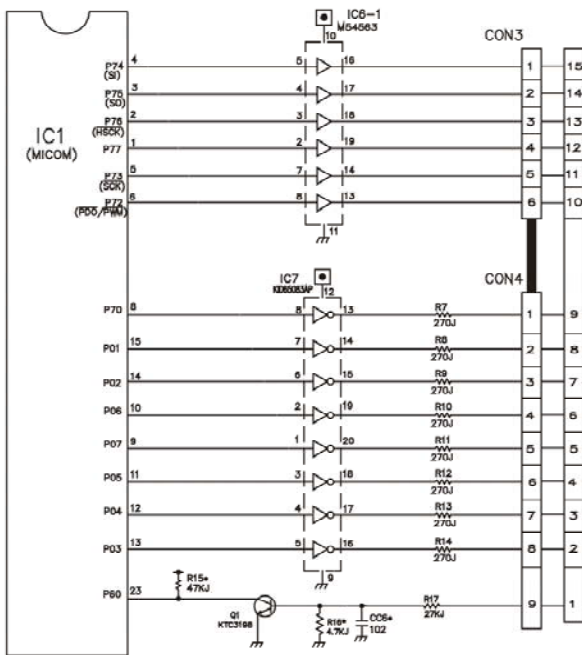 IC6-1
M54563
10
CON3
P74 4 5 16 1 15
(SI)
P75 3 4 17 2 14
(SO)
P76 2 3 18 3 13
(HSCK)
IC1
(MICOM)
P77 1 2 19 4 12
P73 5 7 14 5 11
(SCK)
P72 6 8 13 6 10
(PDO/PWM)
11
IC7
KID65083AP
12
CON4
P70 8 8 13 R7 1 9
270J
P01 15 7 14 R8 2 8
270J
P02 14 6 15 R9 3 7
270J
P06 10 2 19 R10 4 6
270J
P07 9 1 20 R11 5 5
270J
P05 11 3 18 R12 6 4
270J
P04 12 4 17 R13 7 3
270J
P03 13 5 16 R14 8 2
270J
9
R15*
47KJ
P60 23 R17 9 1
27KJ
Q1
KTC3198
R16*
4.7KJ
CC6*
102